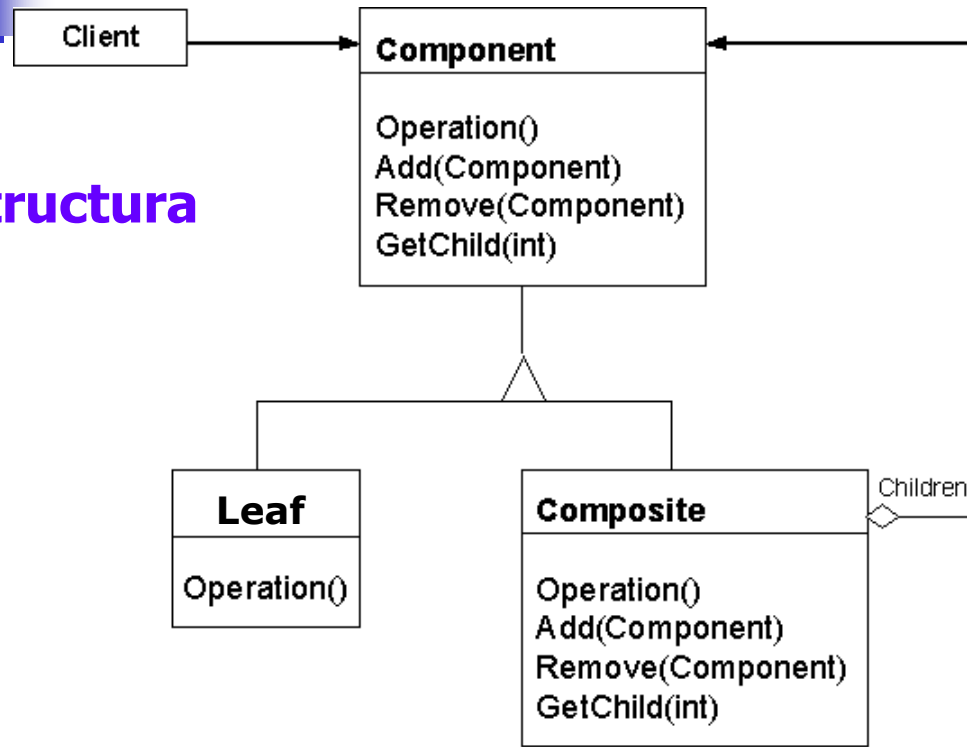 Client
Component
Operation()
Add(Component)
Remove(Component)
GetChild(int)
tructura
Leaf
Operation()
Composite
Operation()
Add(Component)
Remove(Component)
GetChild(int)
Children